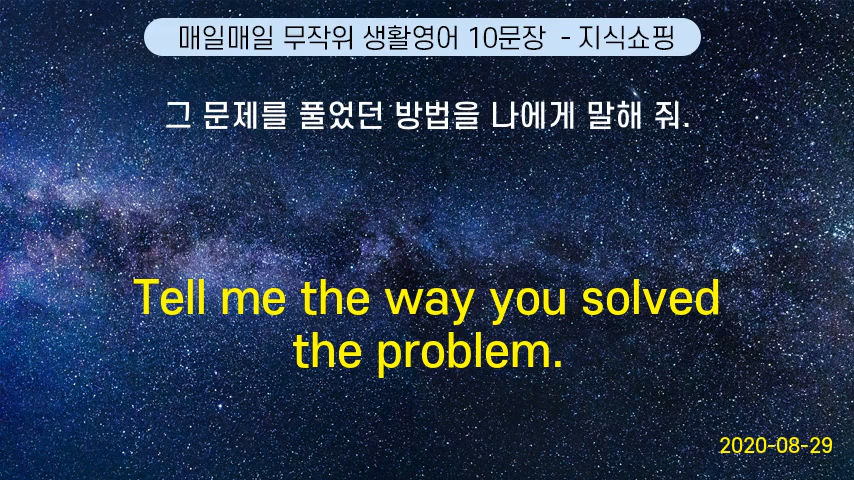 매일매일 무작위 생활영어 10문장 - 지식쇼핑
그 문제를 풀었던 방법을 나에게 말해 줘.
Tell me the way you solved
the problem.
2020-08-29